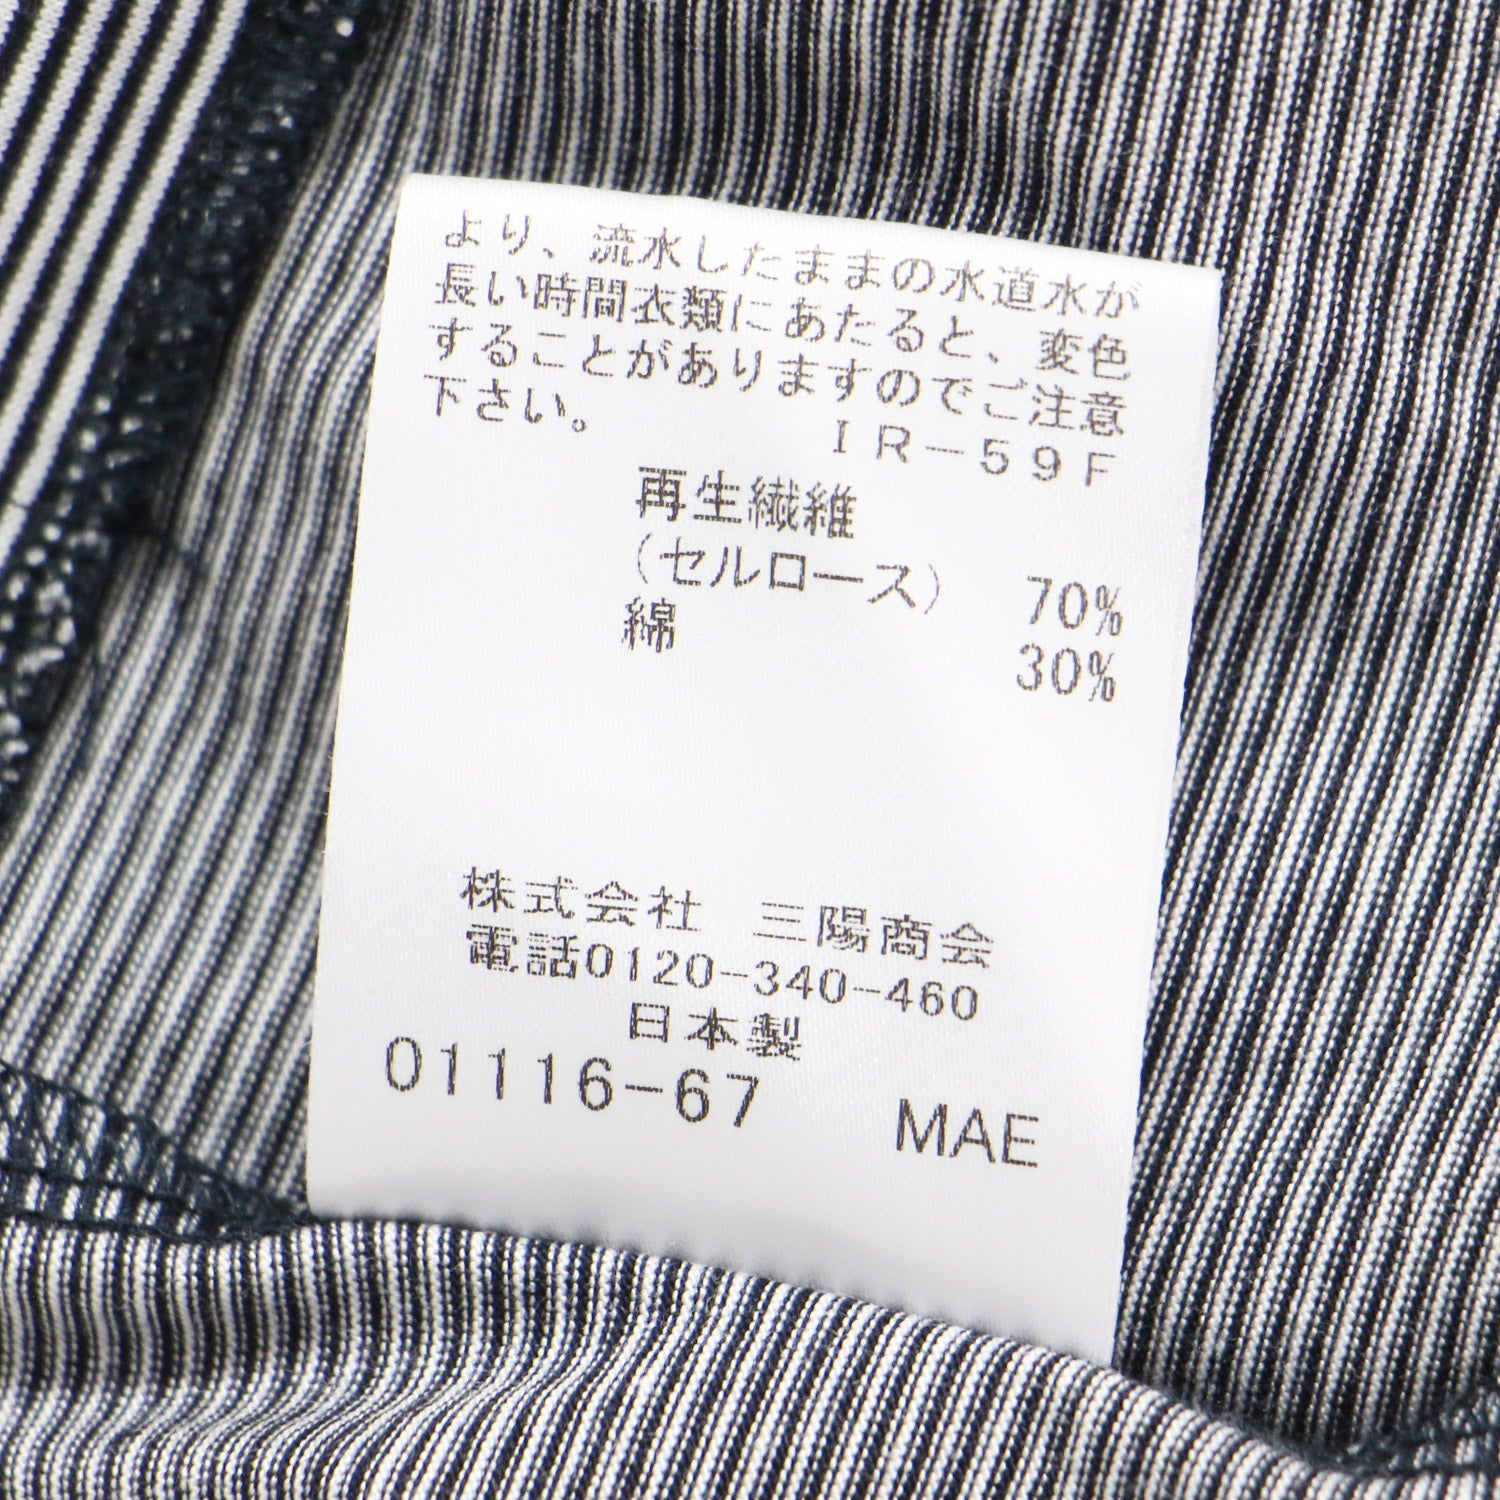 より、流水したままの水道水が
長い時間衣類にあたると、変色
することがありますのでご注意
下さい。 IR-59F
再生繊維
(セルロース) 70%
綿 30%
株式会社 三陽商会
電話0120-340-460
日本製
01116-67 MAE